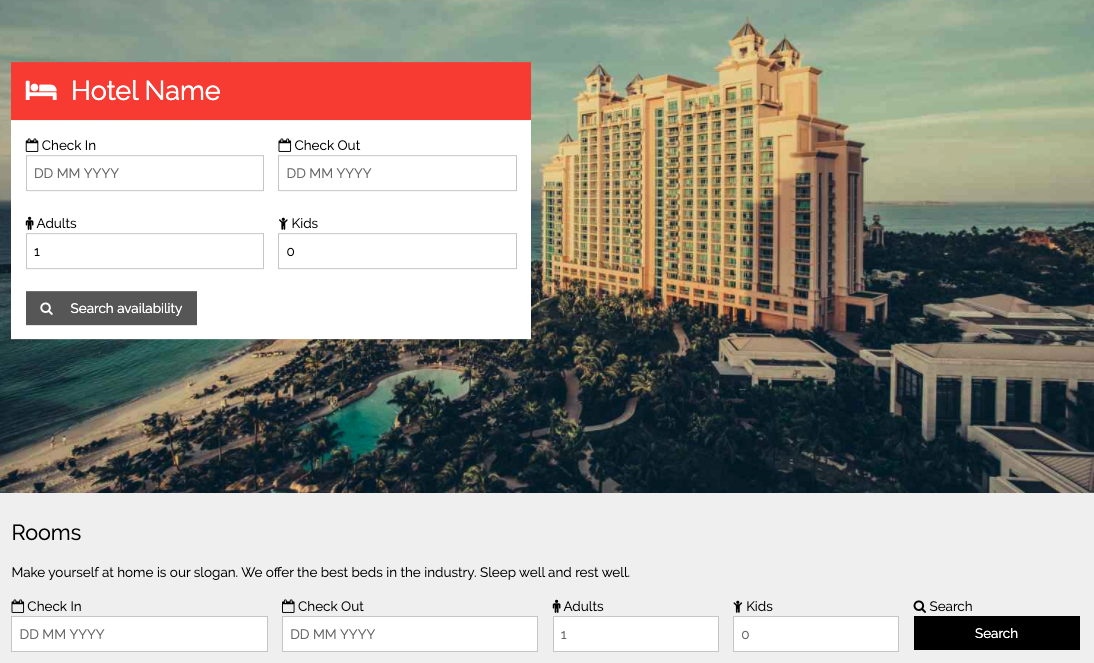 Hotel Name
Check In Check Out
DD MM YYYY DD MM YYYY
Adults Kids
1 0
Search availability
Rooms
Make yourself at home is our slogan. We offer the best beds in the industry. Sleep well and rest well.
Check In Check Out Adults Kids Search
DD MM YYYY DD MM YYYY 1 0 Search